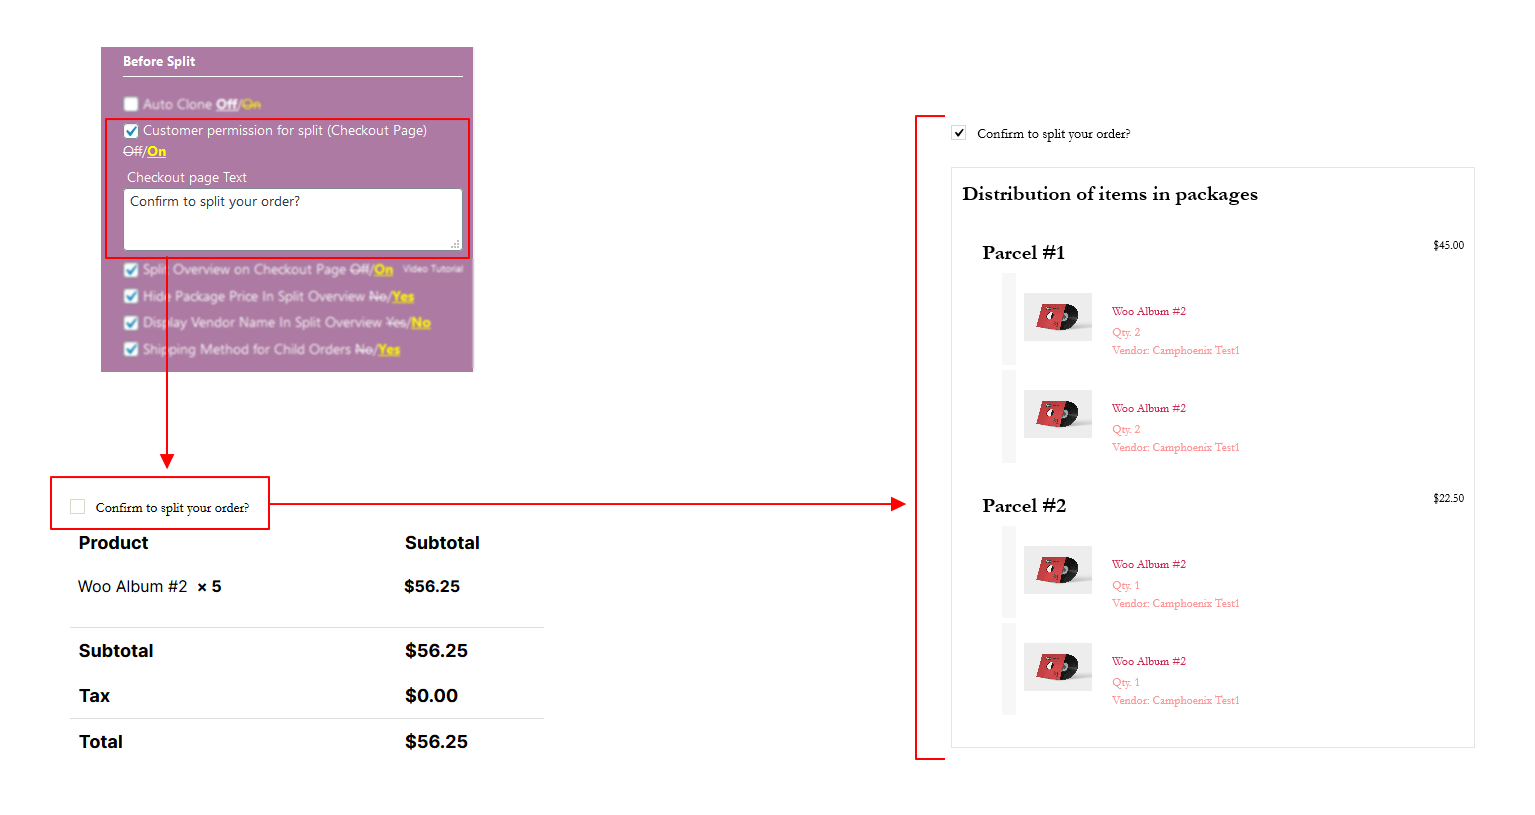 Before Split
Auto Clone Off/On
Customer permission for split (Checkout Page)
Off/On
Checkout page Text
Confirm to split your order?
Split Overview on Checkout Page Off/On Video Tutorial
Hide Package Price In Split Overview No/Yes
Display Vendor Name In Split Overview Yes/No
Shipping Method for Child Orders No/Yes
Confirm to split your order?
Product Subtotal
Woo Album #2 × 5 $56.25
Subtotal $56.25
Tax $0.00
Total $56.25
Confirm to split your order?
Distribution of items in packages
Parcel #1 $45.00
Woo Album #2
Qty. 2
Vendor: Camphoenix Test1
Woo Album #2
Qty. 2
Vendor: Camphoenix Test1
Parcel #2 $22.50
Woo Album #2
Qty. 1
Vendor: Camphoenix Test1
Woo Album #2
Qty. 1
Vendor: Camphoenix Test1